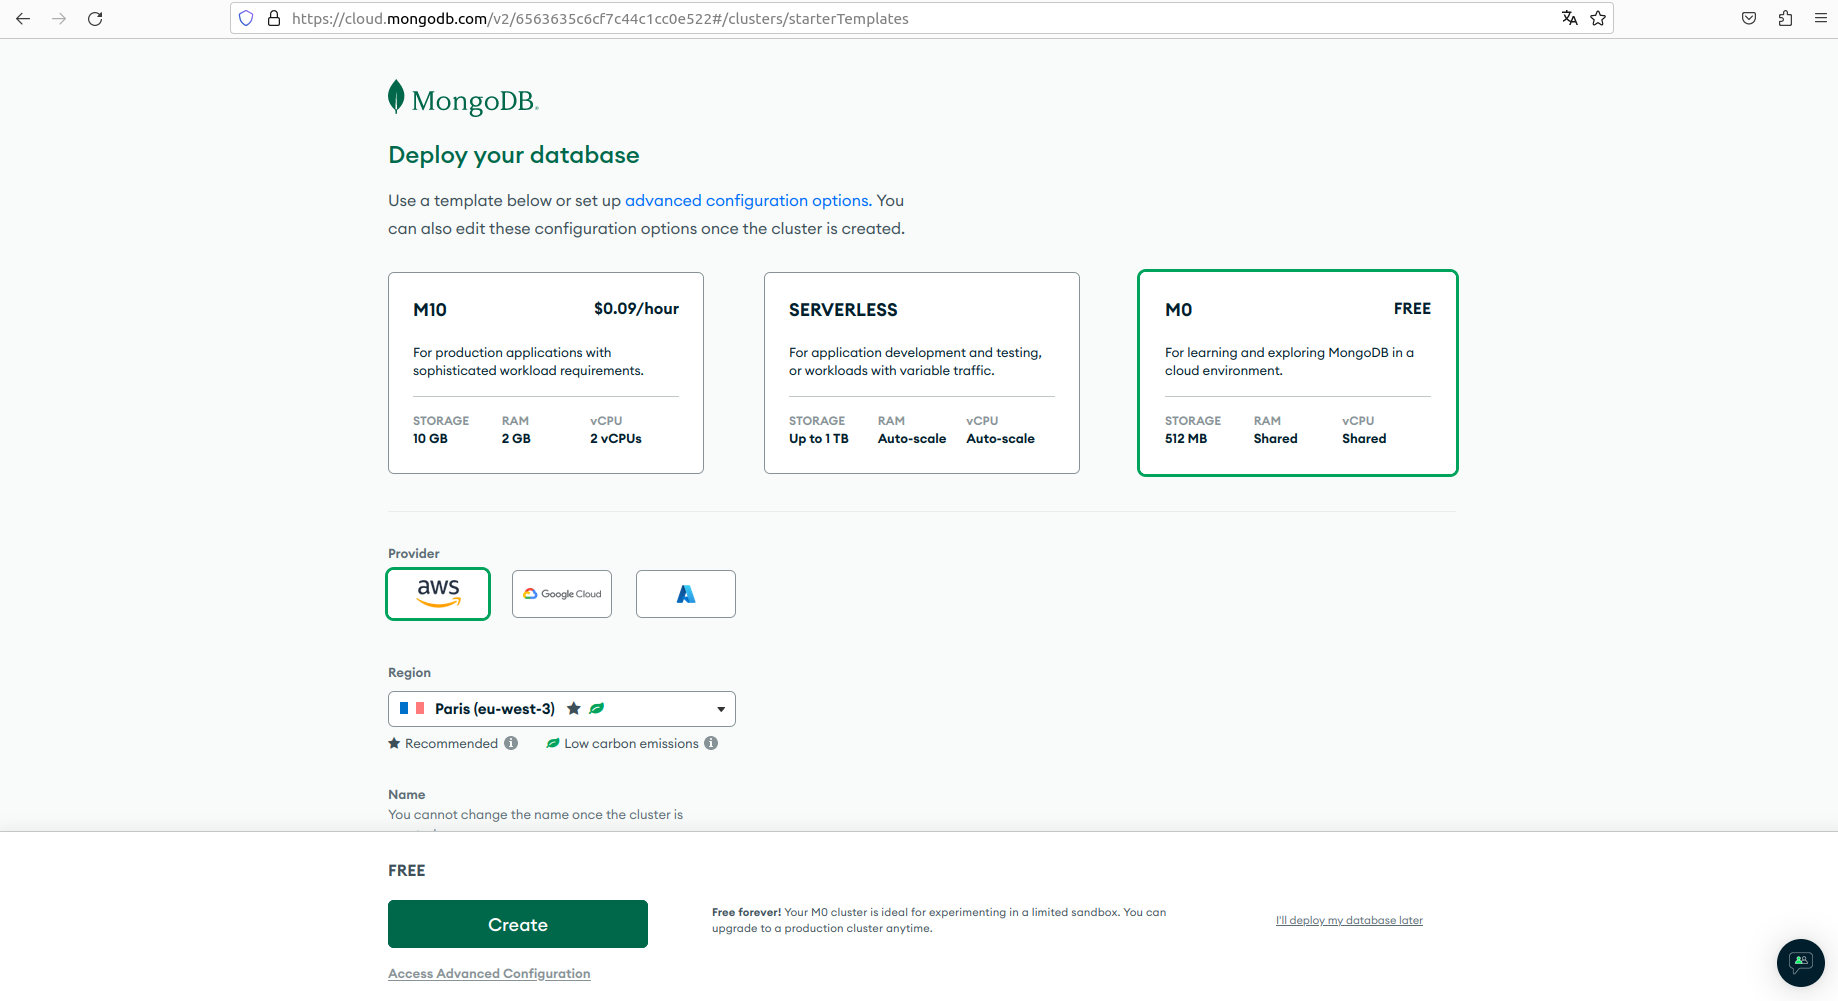 https://cloud.mongodb.com/v2/6563635c6cf7c44c1cc0e522#/clusters/starterTemplates
MongoDB.
Deploy your database
Use a template below or set up advanced configuration options. You
can also edit these configuration options once the cluster is created.
M10 $0.09/hour
For production applications with
sophisticated workload requirements.
STORAGE RAM vCPU
10 GB 2 GB 2 vCPUs
SERVERLESS
For application development and testing,
or workloads with variable traffic.
STORAGE RAM vCPU
Up to 1 TB Auto-scale Auto-scale
M0 FREE
For learning and exploring MongoDB in a
cloud environment.
STORAGE RAM vCPU
512 MB Shared Shared
Provider
aws Google Cloud
Region
Paris (eu-west-3)
Recommended Low carbon emissions
Name
You cannot change the name once the cluster is
FREE
Create
Free forever! Your M0 cluster is ideal for experimenting in a limited sandbox. You can
upgrade to a production cluster anytime.
I'll deploy my database later
Access Advanced Configuration